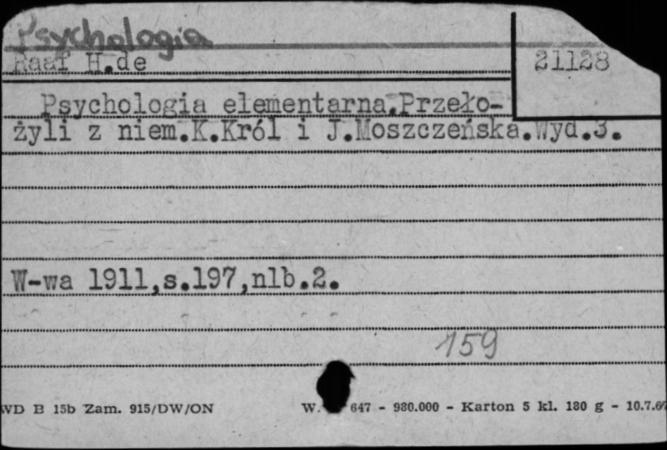 Psychologia
Raaf H.de
21128
Psychologia elementarna.Przeło-
żyli z niem.K.Król i J.Moszczeńska.Wyd.3.
W-wa 1911,s.197,nlb.2.
159
WD B 15b Zam. 915/DW/ON W. 647 - 980.000 - Karton 5 kl. 180 g - 10.7.67